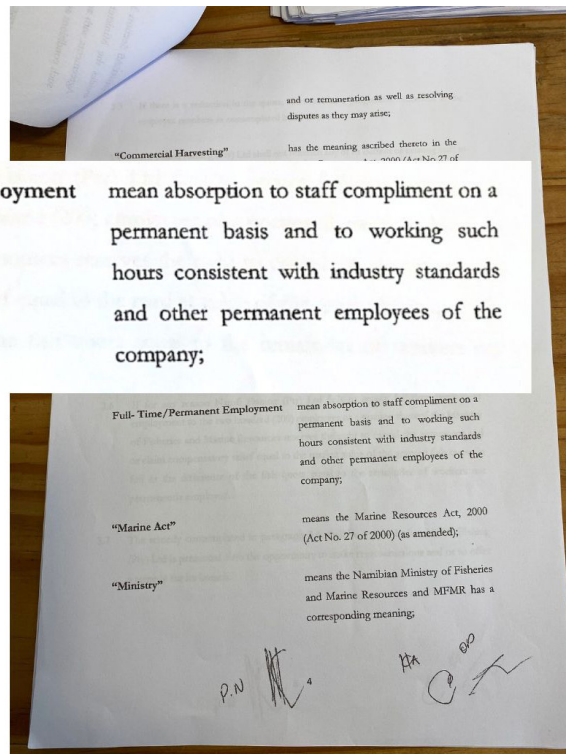 and or remuneration as well as resolving
disputes as they may arise;
"Commercial Harvesting"
has the meaning ascribed thereto in the
2000 (Act No 27 of
oyment mean absorption to staff compliment on a
permanent basis and to working such
hours consistent with industry standards
and other permanent employees of the
company;
Full- Time/Permanent Employment mean absorption to staff compliment on a
permanent basis and to working such
hours consistent with industry standards
and other permanent employees of the
company;
"Marine Act" means the Marine Resources Act, 2000
(Act No. 27 of 2000) (as amended);
"Ministry" means the Namibian Ministry of Fisheries
and Marine Resources and MFMR has a
corresponding meaning;
P.N
4